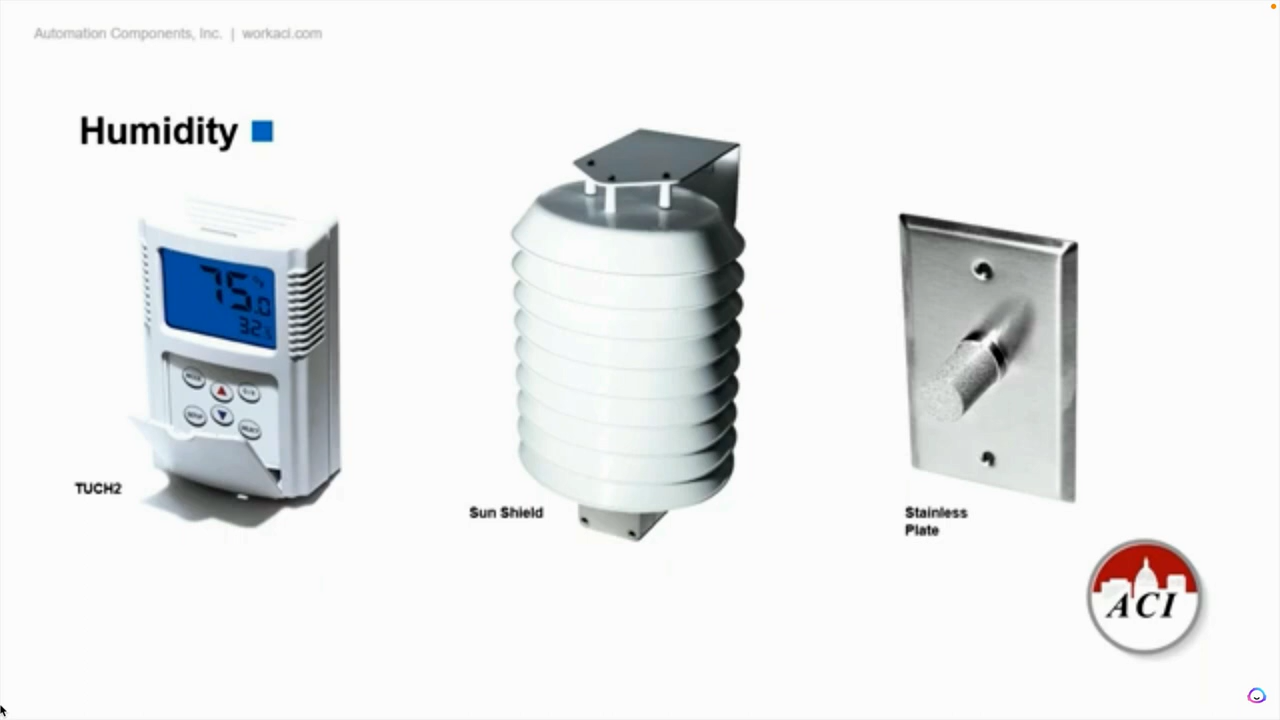 Automation Components, Inc. | workaci.com
Humidity
75.0
32%
TUCH2
Sun Shield
Stainless
Plate
ACI